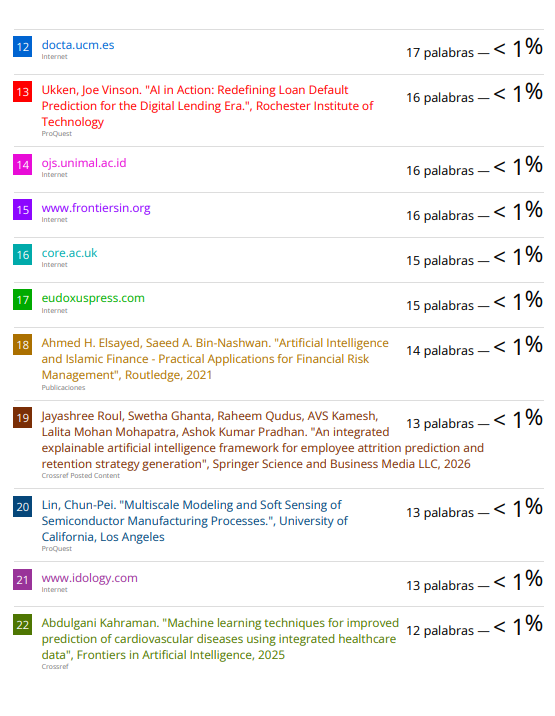 12 docta.ucm.es 17 palabras — < 1%
Internet
13 Ukken, Joe Vinson. "AI in Action: Redefining Loan Default 16 palabras — < 1%
Prediction for the Digital Lending Era.", Rochester Institute of
Technology
ProQuest
14 ojs.unimal.ac.id 16 palabras — < 1%
Internet
15 www.frontiersin.org 16 palabras — < 1%
Internet
16 core.ac.uk 15 palabras — < 1%
Internet
17 eudoxuspress.com 15 palabras — < 1%
Internet
18 Ahmed H. Elsayed, Saeed A. Bin-Nashwan. "Artificial Intelligence 14 palabras — < 1%
and Islamic Finance - Practical Applications for Financial Risk
Management", Routledge, 2021
Publicaciones
19 Jayashree Roul, Swetha Ghanta, Raheem Qudus, AVS Kamesh, 13 palabras — < 1%
Lalita Mohan Mohapatra, Ashok Kumar Pradhan. "An integrated
explainable artificial intelligence framework for employee attrition prediction and
retention strategy generation", Springer Science and Business Media LLC, 2026
Crossref Posted Content
20 Lin, Chun-Pei. "Multiscale Modeling and Soft Sensing of 13 palabras — < 1%
Semiconductor Manufacturing Processes.", University of
California, Los Angeles
ProQuest
21 www.idology.com 13 palabras — < 1%
Internet
22 Abdulgani Kahraman. "Machine learning techniques for improved 12 palabras — < 1%
prediction of cardiovascular diseases using integrated healthcare
data", Frontiers in Artificial Intelligence, 2025
Crossref